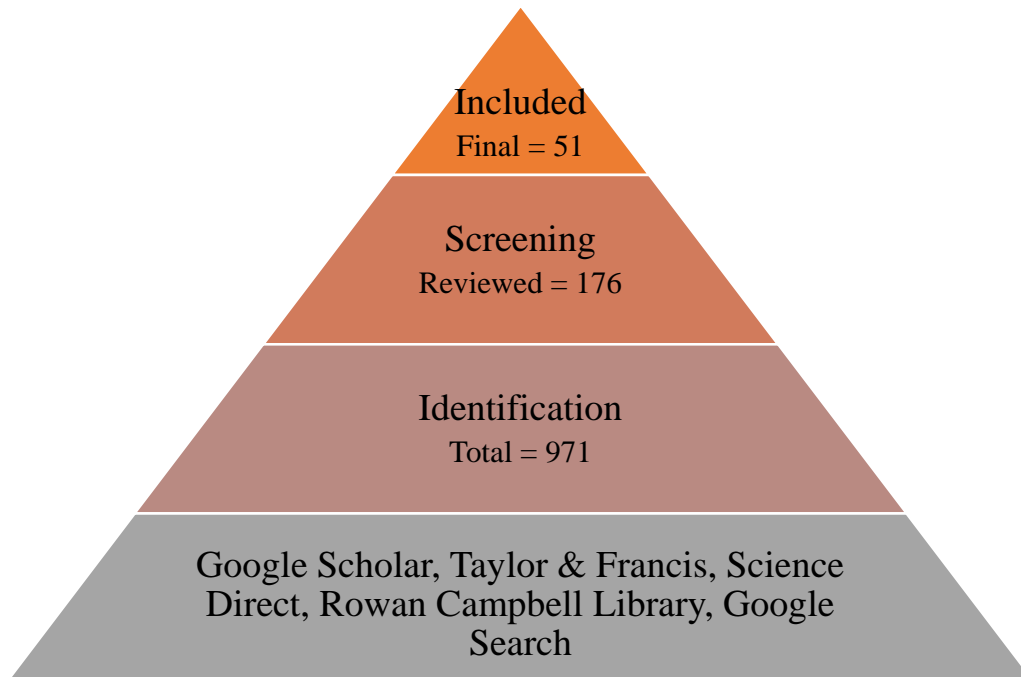 Included
Final = 51
Screening
Reviewed = 176
Identification
Total = 971
Google Scholar, Taylor & Francis, Science
Direct, Rowan Campbell Library, Google
Search